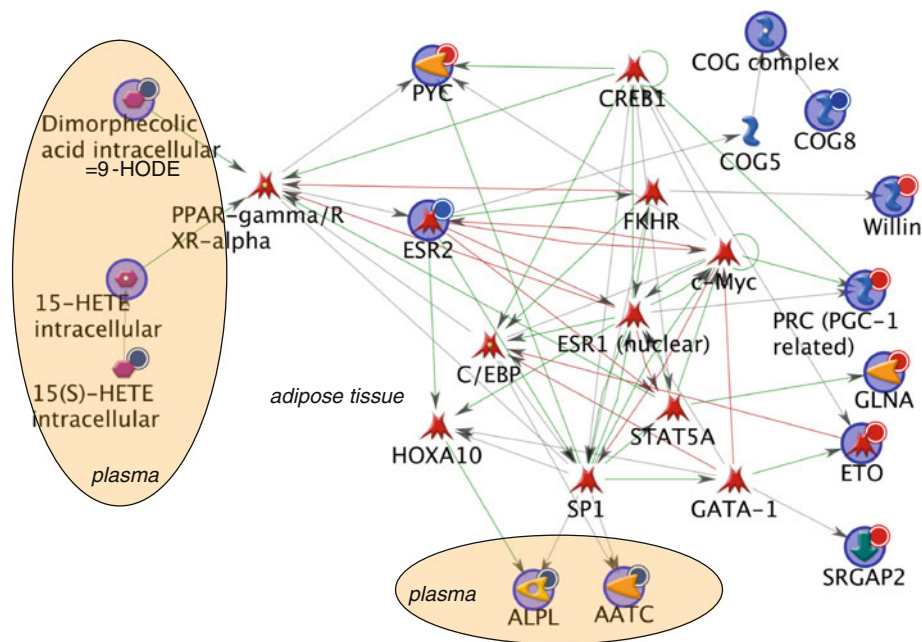 PYC
CREB1
COG complex
COG5
COG8
Dimorphecolic
acid intracellular
=9-HODE
PPAR-gamma/R
XR-alpha
ESR2
FKHR
Willin
c-Myc
15-HETE
intracellular
ESR1 (nuclear)
PRC (PGC-1
related)
C/EBP
15(S)-HETE
intracellular
adipose tissue
GLNA
STAT5A
HOXA10
ETO
plasma
SP1
GATA-1
SRGAP2
plasma
ALPL
AATC